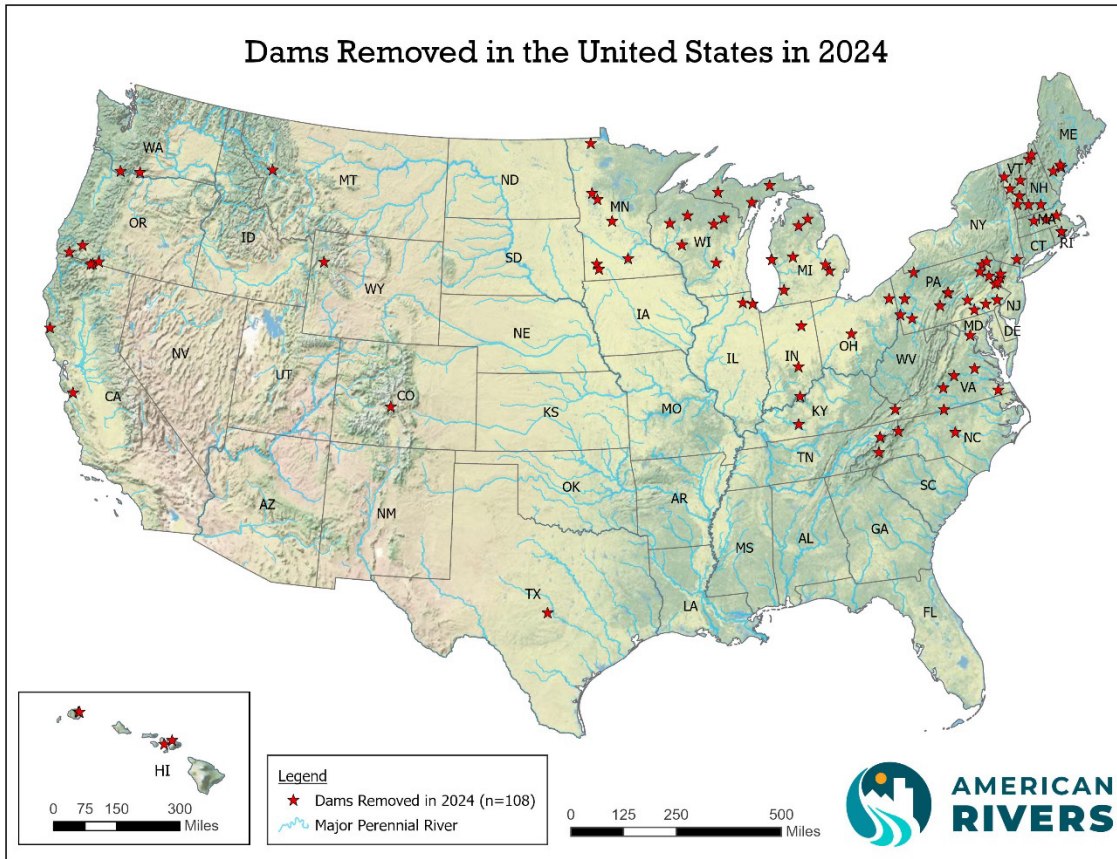 Dams Removed in the United States in 2024
WA
OR
ID
MT
ND
MN
SD
WY
NE
IA
WI
MI
NV
UT
CO
CA
KS
MO
IL
IN
OH
KY
WV
VA
PA
NY
VT
NH
ME
MA
CT
RI
NJ
MD
DE
NC
TN
SC
GA
AL
MS
AR
LA
OK
TX
NM
AZ
FL
HI
0 75 150 300
Miles
Legend
Dams Removed in 2024 (n=108)
Major Perennial River
0 125 250 500
Miles
AMERICAN
RIVERS